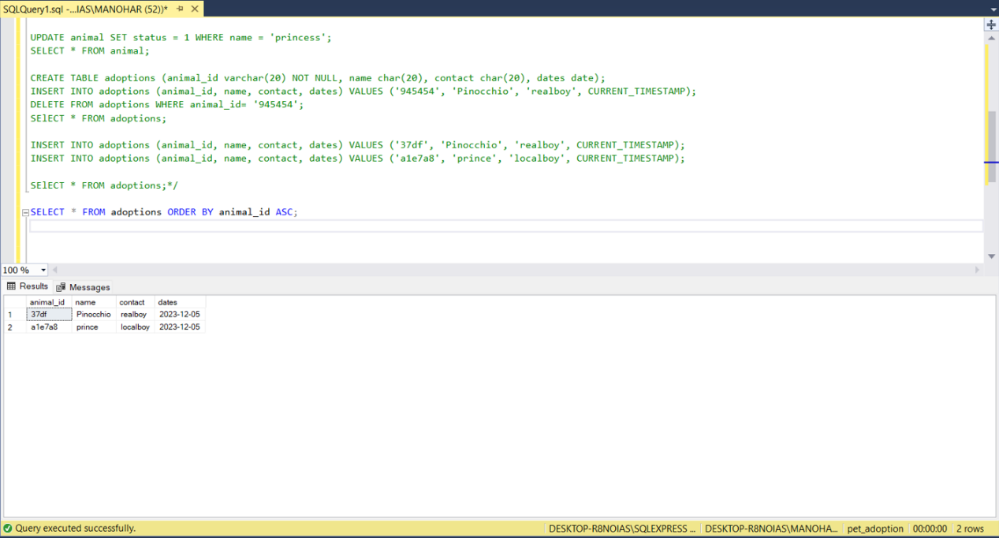 SQLQuery1.sql -...IAS\MANOHAR (52))*
UPDATE animal SET status = 1 WHERE name = 'princess';
SELECT * FROM animal;
CREATE TABLE adoptions (animal_id varchar(20) NOT NULL, name char(20), contact char(20), dates date);
INSERT INTO adoptions (animal_id, name, contact, dates) VALUES ('945454', 'Pinocchio', 'realboy', CURRENT_TIMESTAMP);
DELETE FROM adoptions WHERE animal_id= '945454';
SElECT * FROM adoptions;
INSERT INTO adoptions (animal_id, name, contact, dates) VALUES ('37df', 'Pinocchio', 'realboy', CURRENT_TIMESTAMP);
INSERT INTO adoptions (animal_id, name, contact, dates) VALUES ('a1e7a8', 'prince', 'localboy', CURRENT_TIMESTAMP);
SElECT * FROM adoptions;*/
SELECT * FROM adoptions ORDER BY animal_id ASC;
100 %
Results Messages
animal_id name contact dates
1 37df Pinocchio realboy 2023-12-05
2 a1e7a8 prince localboy 2023-12-05
Query executed successfully. DESKTOP-R8NOIAS\SQLEXPRESS ... DESKTOP-R8NOIAS\MANOHA... pet_adoption 00:00:00 2 rows